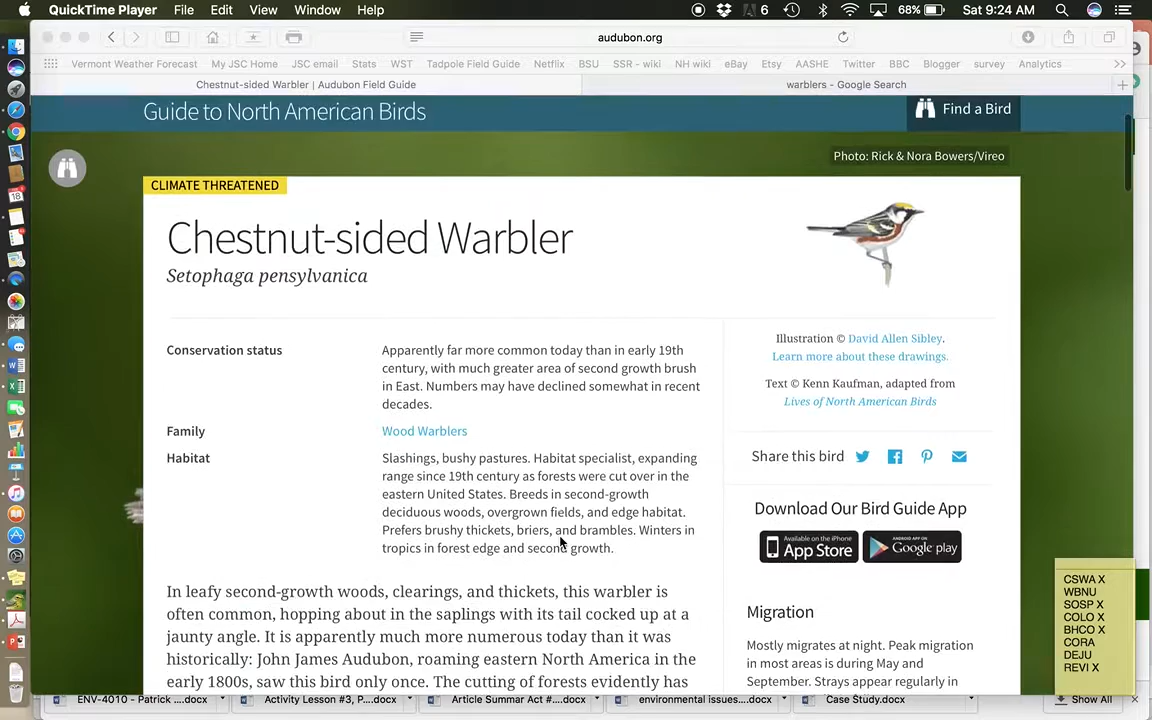 QuickTime Player File Edit View Window Help 6 68% Sat 9:24 AM
audubon.org
Vermont Weather Forecast My JSC Home JSC email Stats WST Tadpole Field Guide Netflix BSU SSR - wiki NH wiki eBay Etsy AASHE Twitter BBC Blogger survey Analytics
Chestnut-sided Warbler | Audubon Field Guide warblers - Google Search
Guide to North American Birds Find a Bird
Photo: Rick & Nora Bowers/Vireo
CLIMATE THREATENED
Chestnut-sided Warbler
Setophaga pensylvanica
Conservation status
Apparently far more common today than in early 19th
century, with much greater area of second growth brush
in East. Numbers may have declined somewhat in recent
decades.
Family Wood Warblers
Habitat
Slashings, bushy pastures. Habitat specialist, expanding
range since 19th century as forests were cut over in the
eastern United States. Breeds in second-growth
deciduous woods, overgrown fields, and edge habitat.
Prefers brushy thickets, briers, and brambles. Winters in
tropics in forest edge and second growth.
In leafy second-growth woods, clearings, and thickets, this warbler is
often common, hopping about in the saplings with its tail cocked up at a
jaunty angle. It is apparently much more numerous today than it was
historically: John James Audubon, roaming eastern North America in the
early 1800s, saw this bird only once. The cutting of forests evidently has
Illustration © David Allen Sibley.
Learn more about these drawings.
Text © Kenn Kaufman, adapted from
Lives of North American Birds
Share this bird
Download Our Bird Guide App
Available on the iPhone
App Store
ANDROID APP ON
Google play
Migration
Mostly migrates at night. Peak migration
in most areas is during May and
September. Strays appear regularly in
CSWA X
WBNU
SOSP X
COLO X
BHCO X
CORA
DEJU
REVI X
ENV-4010 - Patrick ....docx Activity Lesson #3, P....docx Article Summar Act #....docx environmental issues....docx Case Study.docx Show All